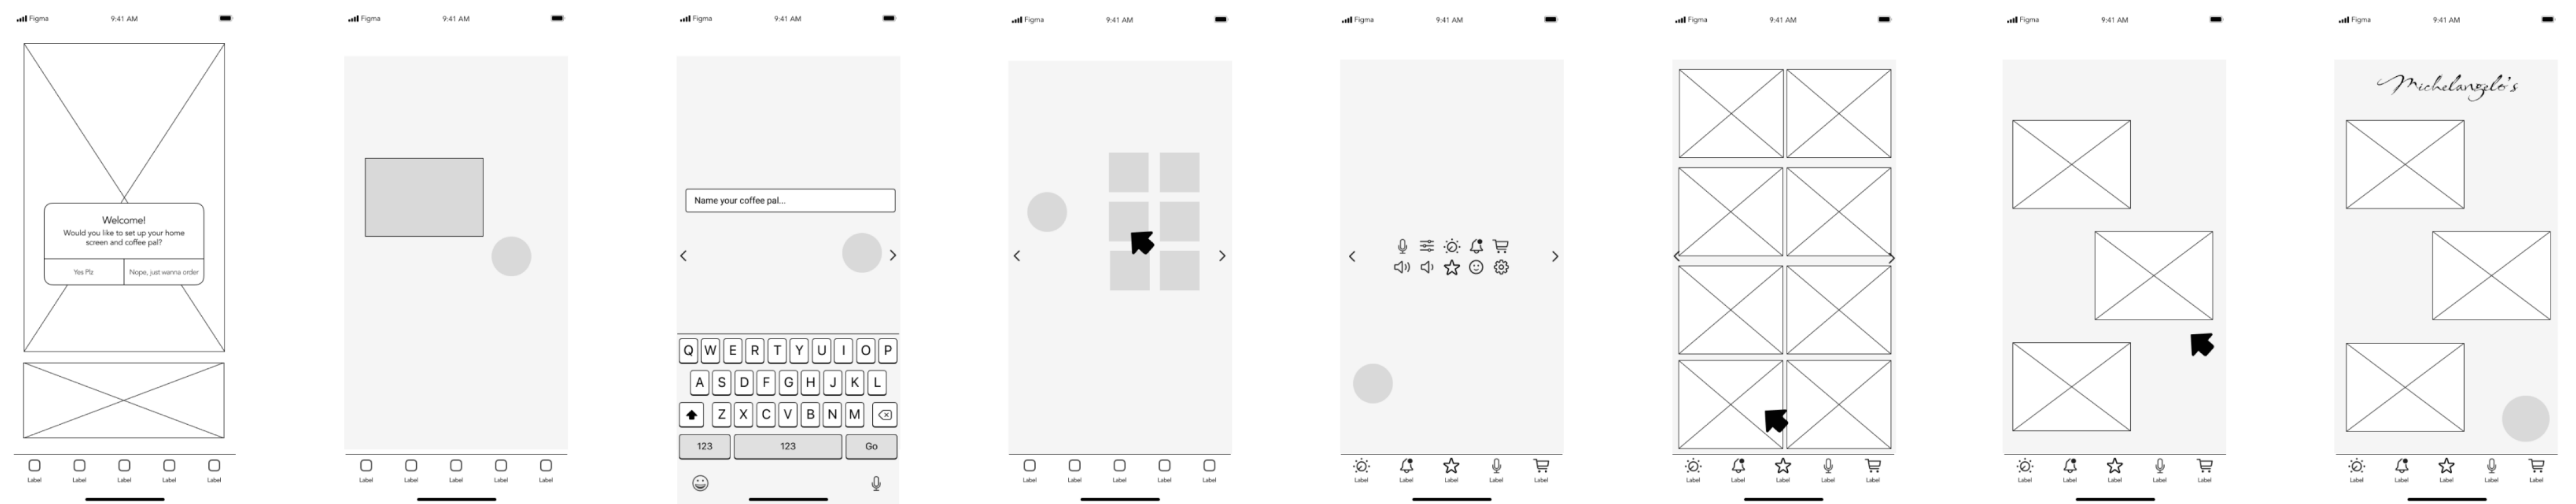 Figma 9:41 AM
Welcome!
Would you like to set up your home
screen and coffee pal?
Yes Plz
Nope, just wanna order
Label Label Label Label Label
Figma 9:41 AM
Label Label Label Label Label
Figma 9:41 AM
Name your coffee pal...
Q W E R T Y U I O P
A S D F G H J K L
Z X C V B N M
123 123 Go
Figma 9:41 AM
Label Label Label Label Label
Figma 9:41 AM
Label Label Label Label Label
Figma 9:41 AM
Label Label Label Label Label
Figma 9:41 AM
Label Label Label Label Label
Figma 9:41 AM
Michelangelo's
Label Label Label Label Label